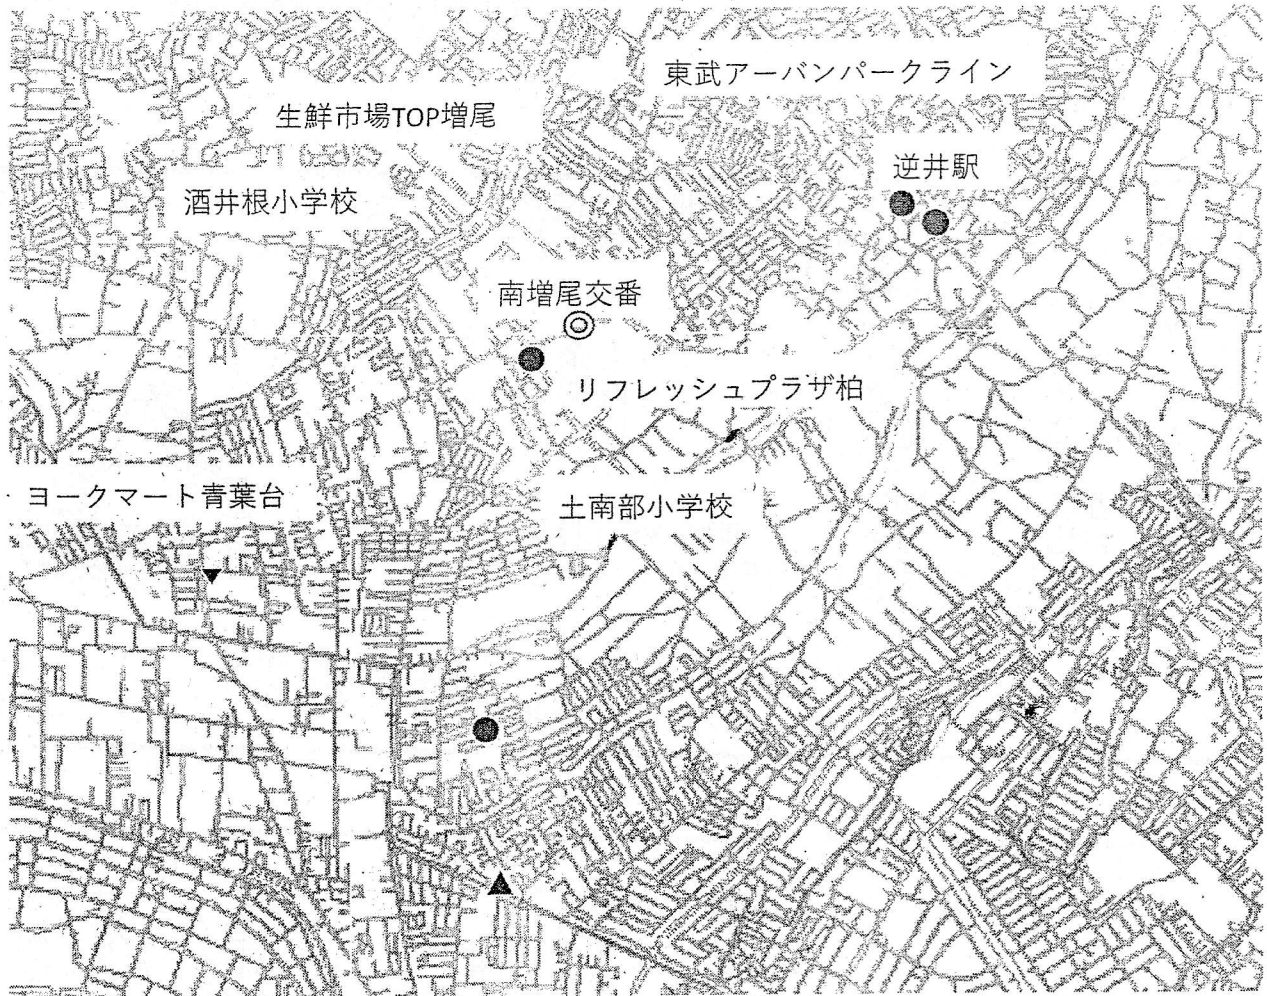 東武アーバンパークライン
生鮮市場TOP増尾
逆井駅
酒井根小学校
南増尾交番
リフレッシュプラザ柏
ヨークマート青葉台
土南部小学校